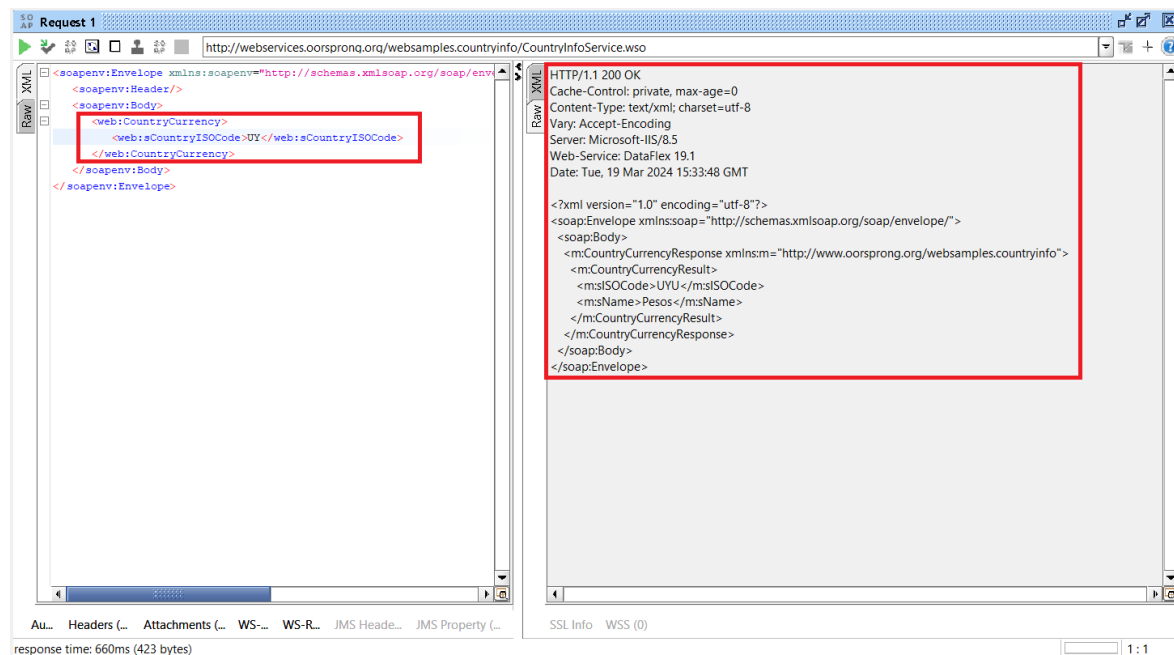 SO AP Request 1
http://webservices.oorsprong.org/websamples.countryinfo/CountryInfoService.wso
XML
Raw
<soapenv:Envelope xmlns:soapenv="http://schemas.xmlsoap.org/soap/enve
<soapenv:Header/>
<soapenv:Body>
<web:CountryCurrency>
<web:sCountryISOCode>UY</web:sCountryISOCode>
</web:CountryCurrency>
</soapenv:Body>
</soapenv:Envelope>
XML
Raw
HTTP/1.1 200 OK
Cache-Control: private, max-age=0
Content-Type: text/xml; charset=utf-8
Vary: Accept-Encoding
Server: Microsoft-IIS/8.5
Web-Service: DataFlex 19.1
Date: Tue, 19 Mar 2024 15:33:48 GMT
<?xml version="1.0" encoding="utf-8"?>
<soap:Envelope xmlns:soap="http://schemas.xmlsoap.org/soap/envelope/">
<soap:Body>
<m:CountryCurrencyResponse xmlns:m="http://www.oorsprong.org/websamples.countryinfo">
<m:CountryCurrencyResult>
<m:sISOCode>UYU</m:sISOCode>
<m:sName>Pesos</m:sName>
</m:CountryCurrencyResult>
</m:CountryCurrencyResponse>
</soap:Body>
</soap:Envelope>
Au... Headers (... Attachments (... WS-... WS-R... JMS Heade... JMS Property (...
SSL Info WSS (0)
response time: 660ms (423 bytes)
1 : 1